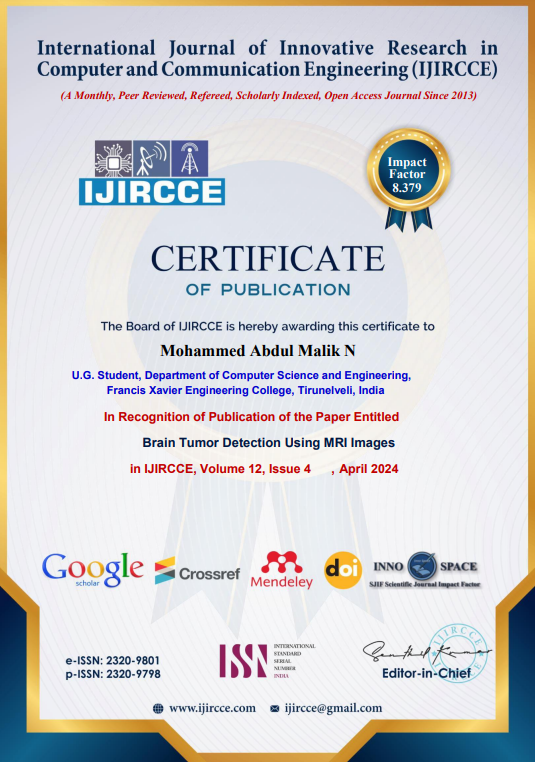 International Journal of Innovative Research in
Computer and Communication Engineering (IJIRCCE)
(A Monthly, Peer Reviewed, Refereed, Scholarly Indexed, Open Access Journal Since 2013)
IJIRCCE
Impact
Factor
8.379
CERTIFICATE
OF PUBLICATION
The Board of IJIRCCE is hereby awarding this certificate to
Mohammed Abdul Malik N
U.G. Student, Department of Computer Science and Engineering,
Francis Xavier Engineering College, Tirunelveli, India
In Recognition of Publication of the Paper Entitled
Brain Tumor Detection Using MRI Images
in IJIRCCE, Volume 12, Issue 4 , April 2024
Google
scholar
Crossref
MENDELEY
doi
INNO SPACE
SJIF Scientific Journal Impact Factor
e-ISSN: 2320-9801
p-ISSN: 2320-9798
ISSN
INTERNATIONAL
STANDARD
SERIAL
NUMBER
INDIA
IJIRCCE
Editor-in-Chief
www.ijircce.com ijircce@gmail.com